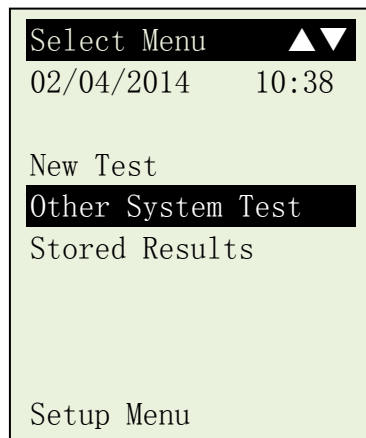 Select Menu ▲▼
02/04/2014 10:38
New Test
Other System Test
Stored Results
Setup Menu